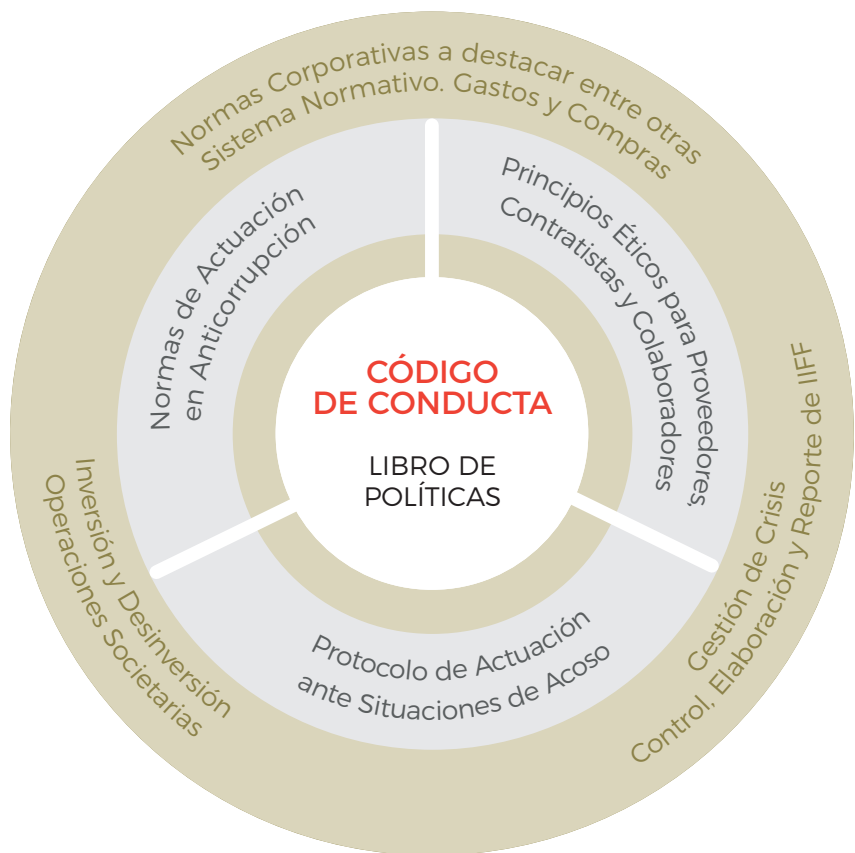 Normas Corporativas a destacar entre otras
Sistema Normativo. Gastos y Compras
Normas de Actuación
en Anticorrupción
Principios Éticos para Proveedores,
Contratistas y Colaboradores
CÓDIGO
DE CONDUCTA
LIBRO DE
POLÍTICAS
Inversión y Desinversión
Operaciones Societarias
Gestión de Crisis
Control, Elaboración y Reporte de IIFF
Protocolo de Actuación
ante Situaciones de Acoso